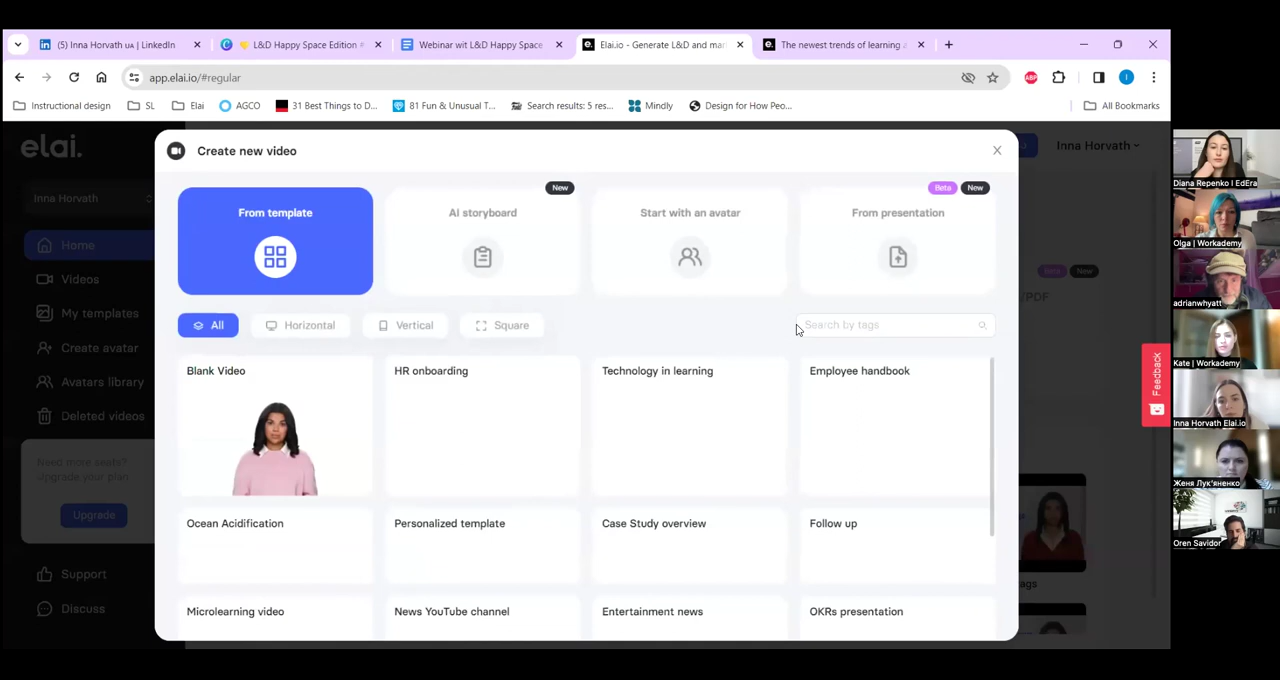 (5) Inna Horvath UA | LinkedIn
L&D Happy Space Edition #
Webinar wit L&D Happy Space
Elai.io - Generate L&D and mar
The newest trends of learning a
app.elai.io/#regular
ABP
I
Instructional design
SL
Elai
AGCO
31 Best Things to D...
81 Fun & Unusual T...
Search results: 5 res...
Mindly
Design for How Peo...
All Bookmarks
elai.
Inna Horvath
Home
Videos
My templates
Create avatar
Avatars library
Deleted videos
Need more seats?
Upgrade your plan
Upgrade
Support
Discuss
Create new video
From template
New
AI storyboard
Start with an avatar
Beta
New
From presentation
All
Horizontal
Vertical
Square
Search by tags
Blank Video
HR onboarding
Technology in learning
Employee handbook
Ocean Acidification
Personalized template
Case Study overview
Follow up
Microlearning video
News YouTube channel
Entertainment news
OKRs presentation
Inna Horvath
Beta
New
/PDF
Feedback
Diana Repenko I EdEra
Olga | Workademy
adrianwhyatt
Kate | Workademy
Inna Horvath Elai.io
Женя Лук'яненко
Oren Savidor